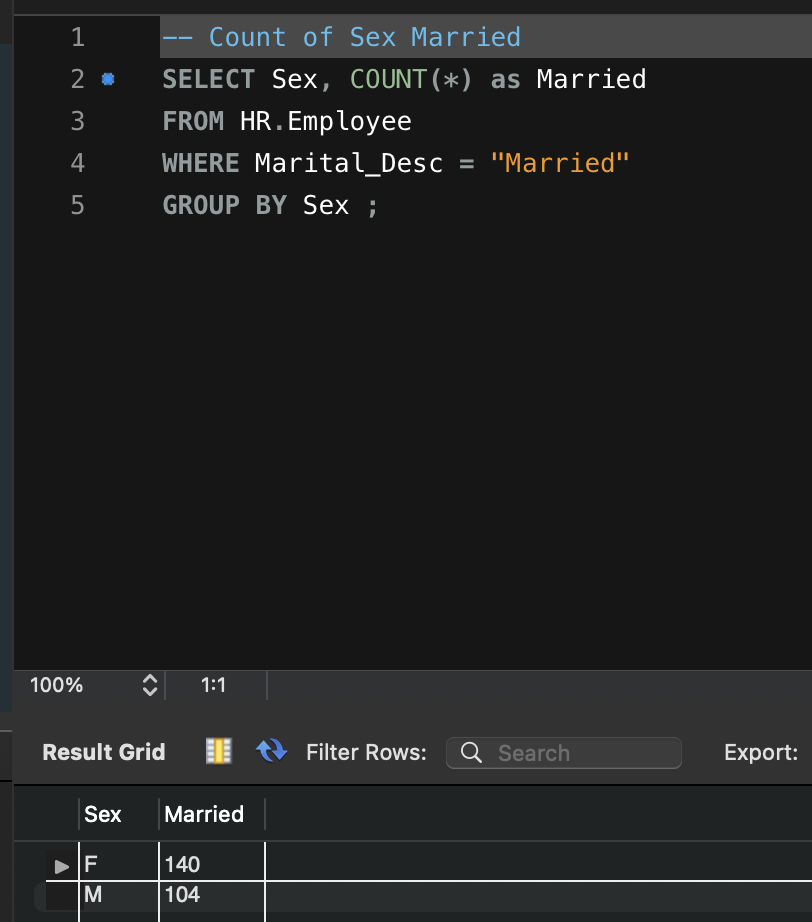 1 -- Count of Sex Married
2 SELECT Sex, COUNT(*) as Married
3 FROM HR.Employee
4 WHERE Marital_Desc = "Married"
5 GROUP BY Sex ;
100% 1:1
Result Grid Filter Rows: Search Export:
Sex Married
F 140
M 104